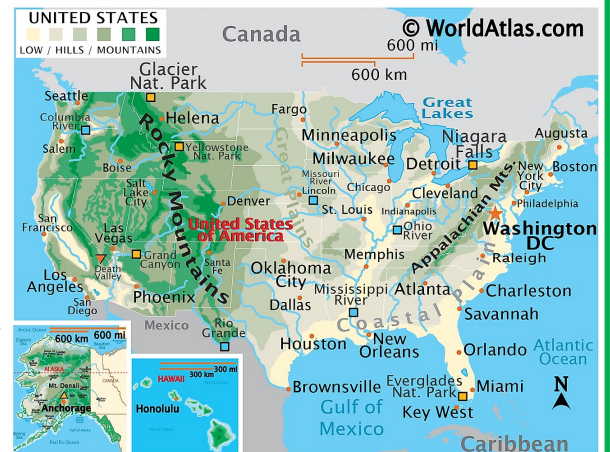 UNITED STATES
LOW / HILLS / MOUNTAINS
Canada
© WorldAtlas.com
600 mi
600 km
Glacier
Nat. Park
Great
Lakes
Seattle
Columbia
River
Helena
Fargo
Minneapolis
Niagara
Falls
Augusta
Salem
Yellowstone
Nat. Park
Milwaukee
Detroit
Boston
Rocky Mountains
Great Plains
Boise
Missouri
River
Lincoln
Chicago
Cleveland
New
York
City
Salt
Lake
City
Denver
St. Louis
Indianapolis
Philadelphia
San
Francisco
Las
Vegas
United States
of America
Ohio
River
Appalachian Mts.
Washington
DC
Grand
Canyon
Santa
Fe
Memphis
Raleigh
Death
Valley
Oklahoma
City
Los
Angeles
Phoenix
Dallas
Mississippi
River
Atlanta
Charleston
San
Diego
Coastal Plain
Savannah
Mexico
Rio
Grande
Houston
New
Orleans
Orlando
Atlantic
Ocean
Brownsville
Everglades
Nat. Park
Miami
N
Gulf of
Mexico
Key West
Caribbean
Arctic Ocean
600 km
600 mi
ALASKA
CANADA
Mt. Denali
Anchorage
Pacific Ocean
300 mi
300 km
HAWAII
Honolulu